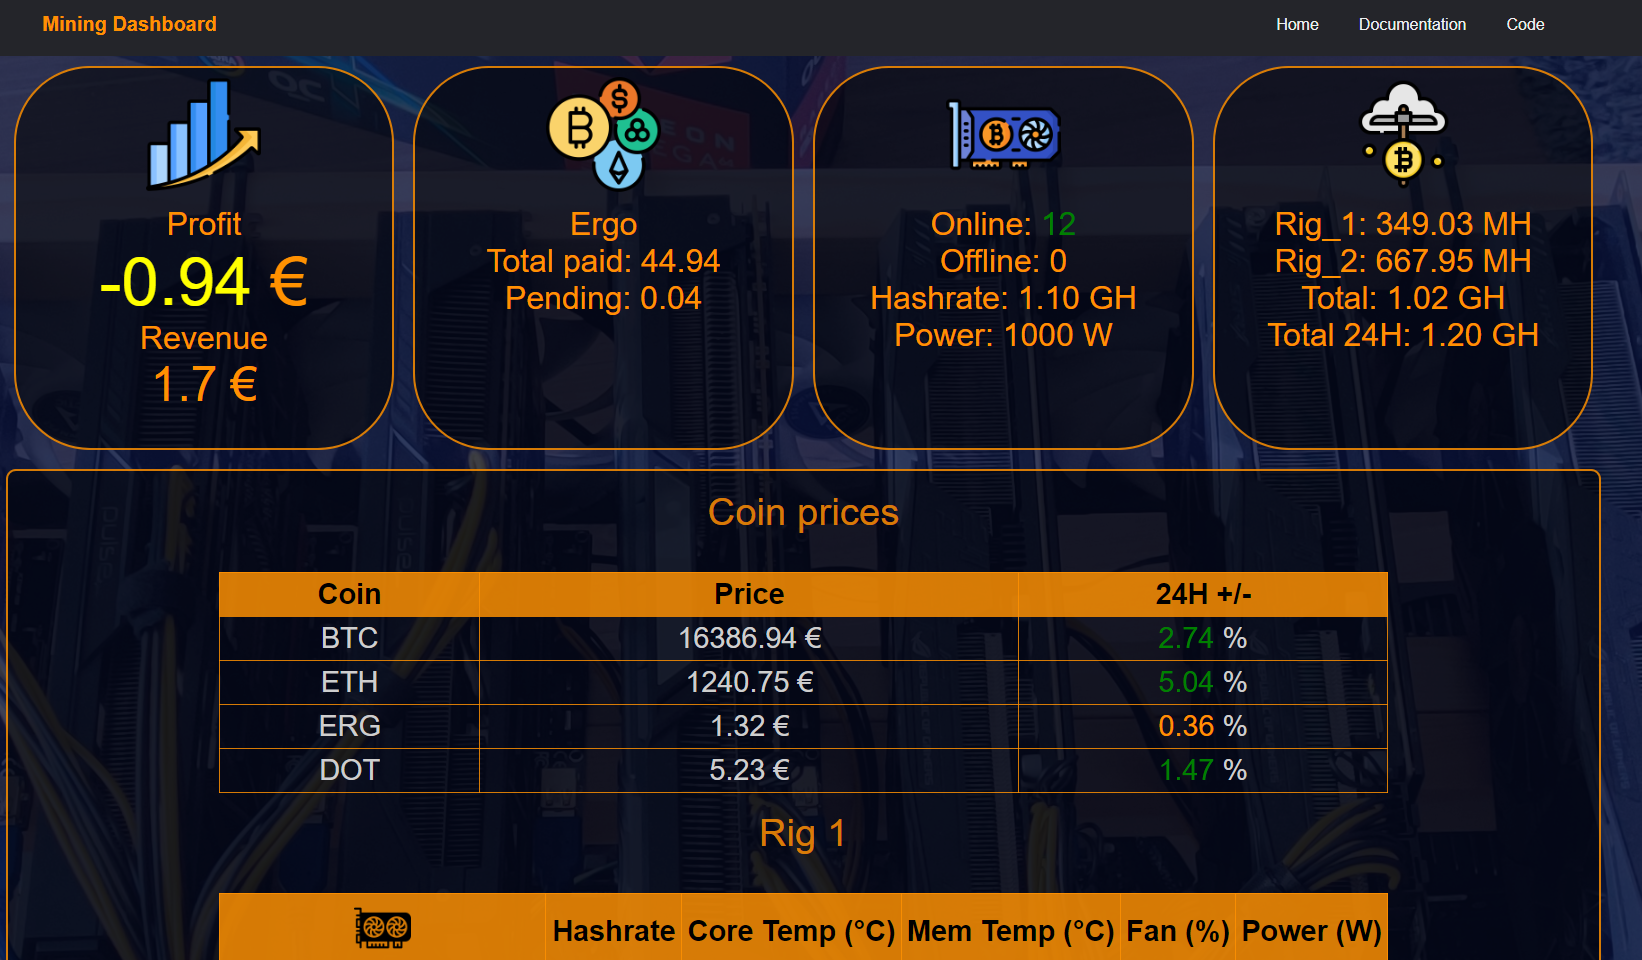 Mining Dashboard
Home Documentation Code
Profit
-0.94 €
Revenue
1.7 €
Ergo
Total paid: 44.94
Pending: 0.04
Online: 12
Offline: 0
Hashrate: 1.10 GH
Power: 1000 W
Rig_1: 349.03 MH
Rig_2: 667.95 MH
Total: 1.02 GH
Total 24H: 1.20 GH
Coin prices
Coin Price 24H +/-
BTC 16386.94 € 2.74 %
ETH 1240.75 € 5.04 %
ERG 1.32 € 0.36 %
DOT 5.23 € 1.47 %
Rig 1
Hashrate Core Temp (°C) Mem Temp (°C) Fan (%) Power (W)